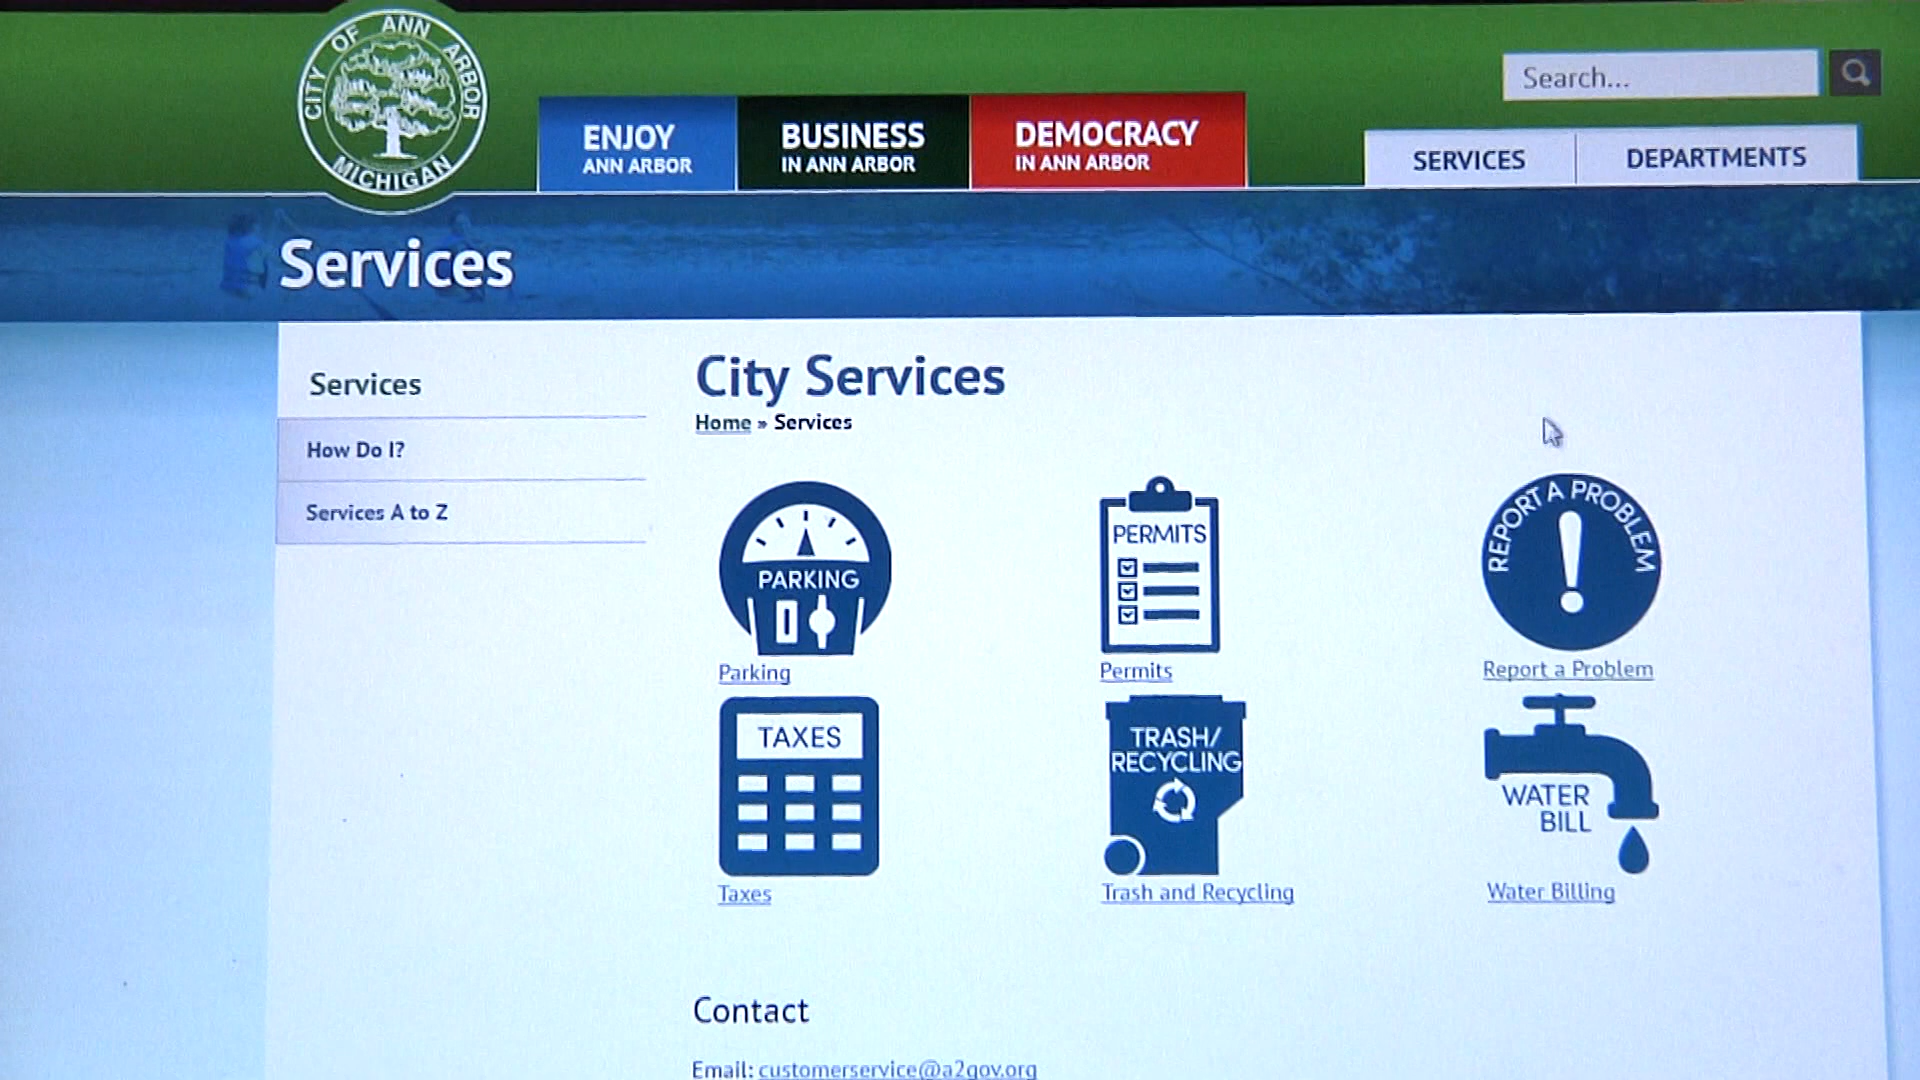 CITY OF ANN ARBOR
MICHIGAN
ENJOY
ANN ARBOR
BUSINESS
IN ANN ARBOR
DEMOCRACY
IN ANN ARBOR
Search...
SERVICES
DEPARTMENTS
Services
Services
How Do I?
Services A to Z
City Services
Home » Services
PARKING
Parking
PERMITS
Permits
REPORT A PROBLEM
Report a Problem
TAXES
Taxes
TRASH/
RECYCLING
Trash and Recycling
WATER
BILL
Water Billing
Contact
Email: customerservice@a2gov.org